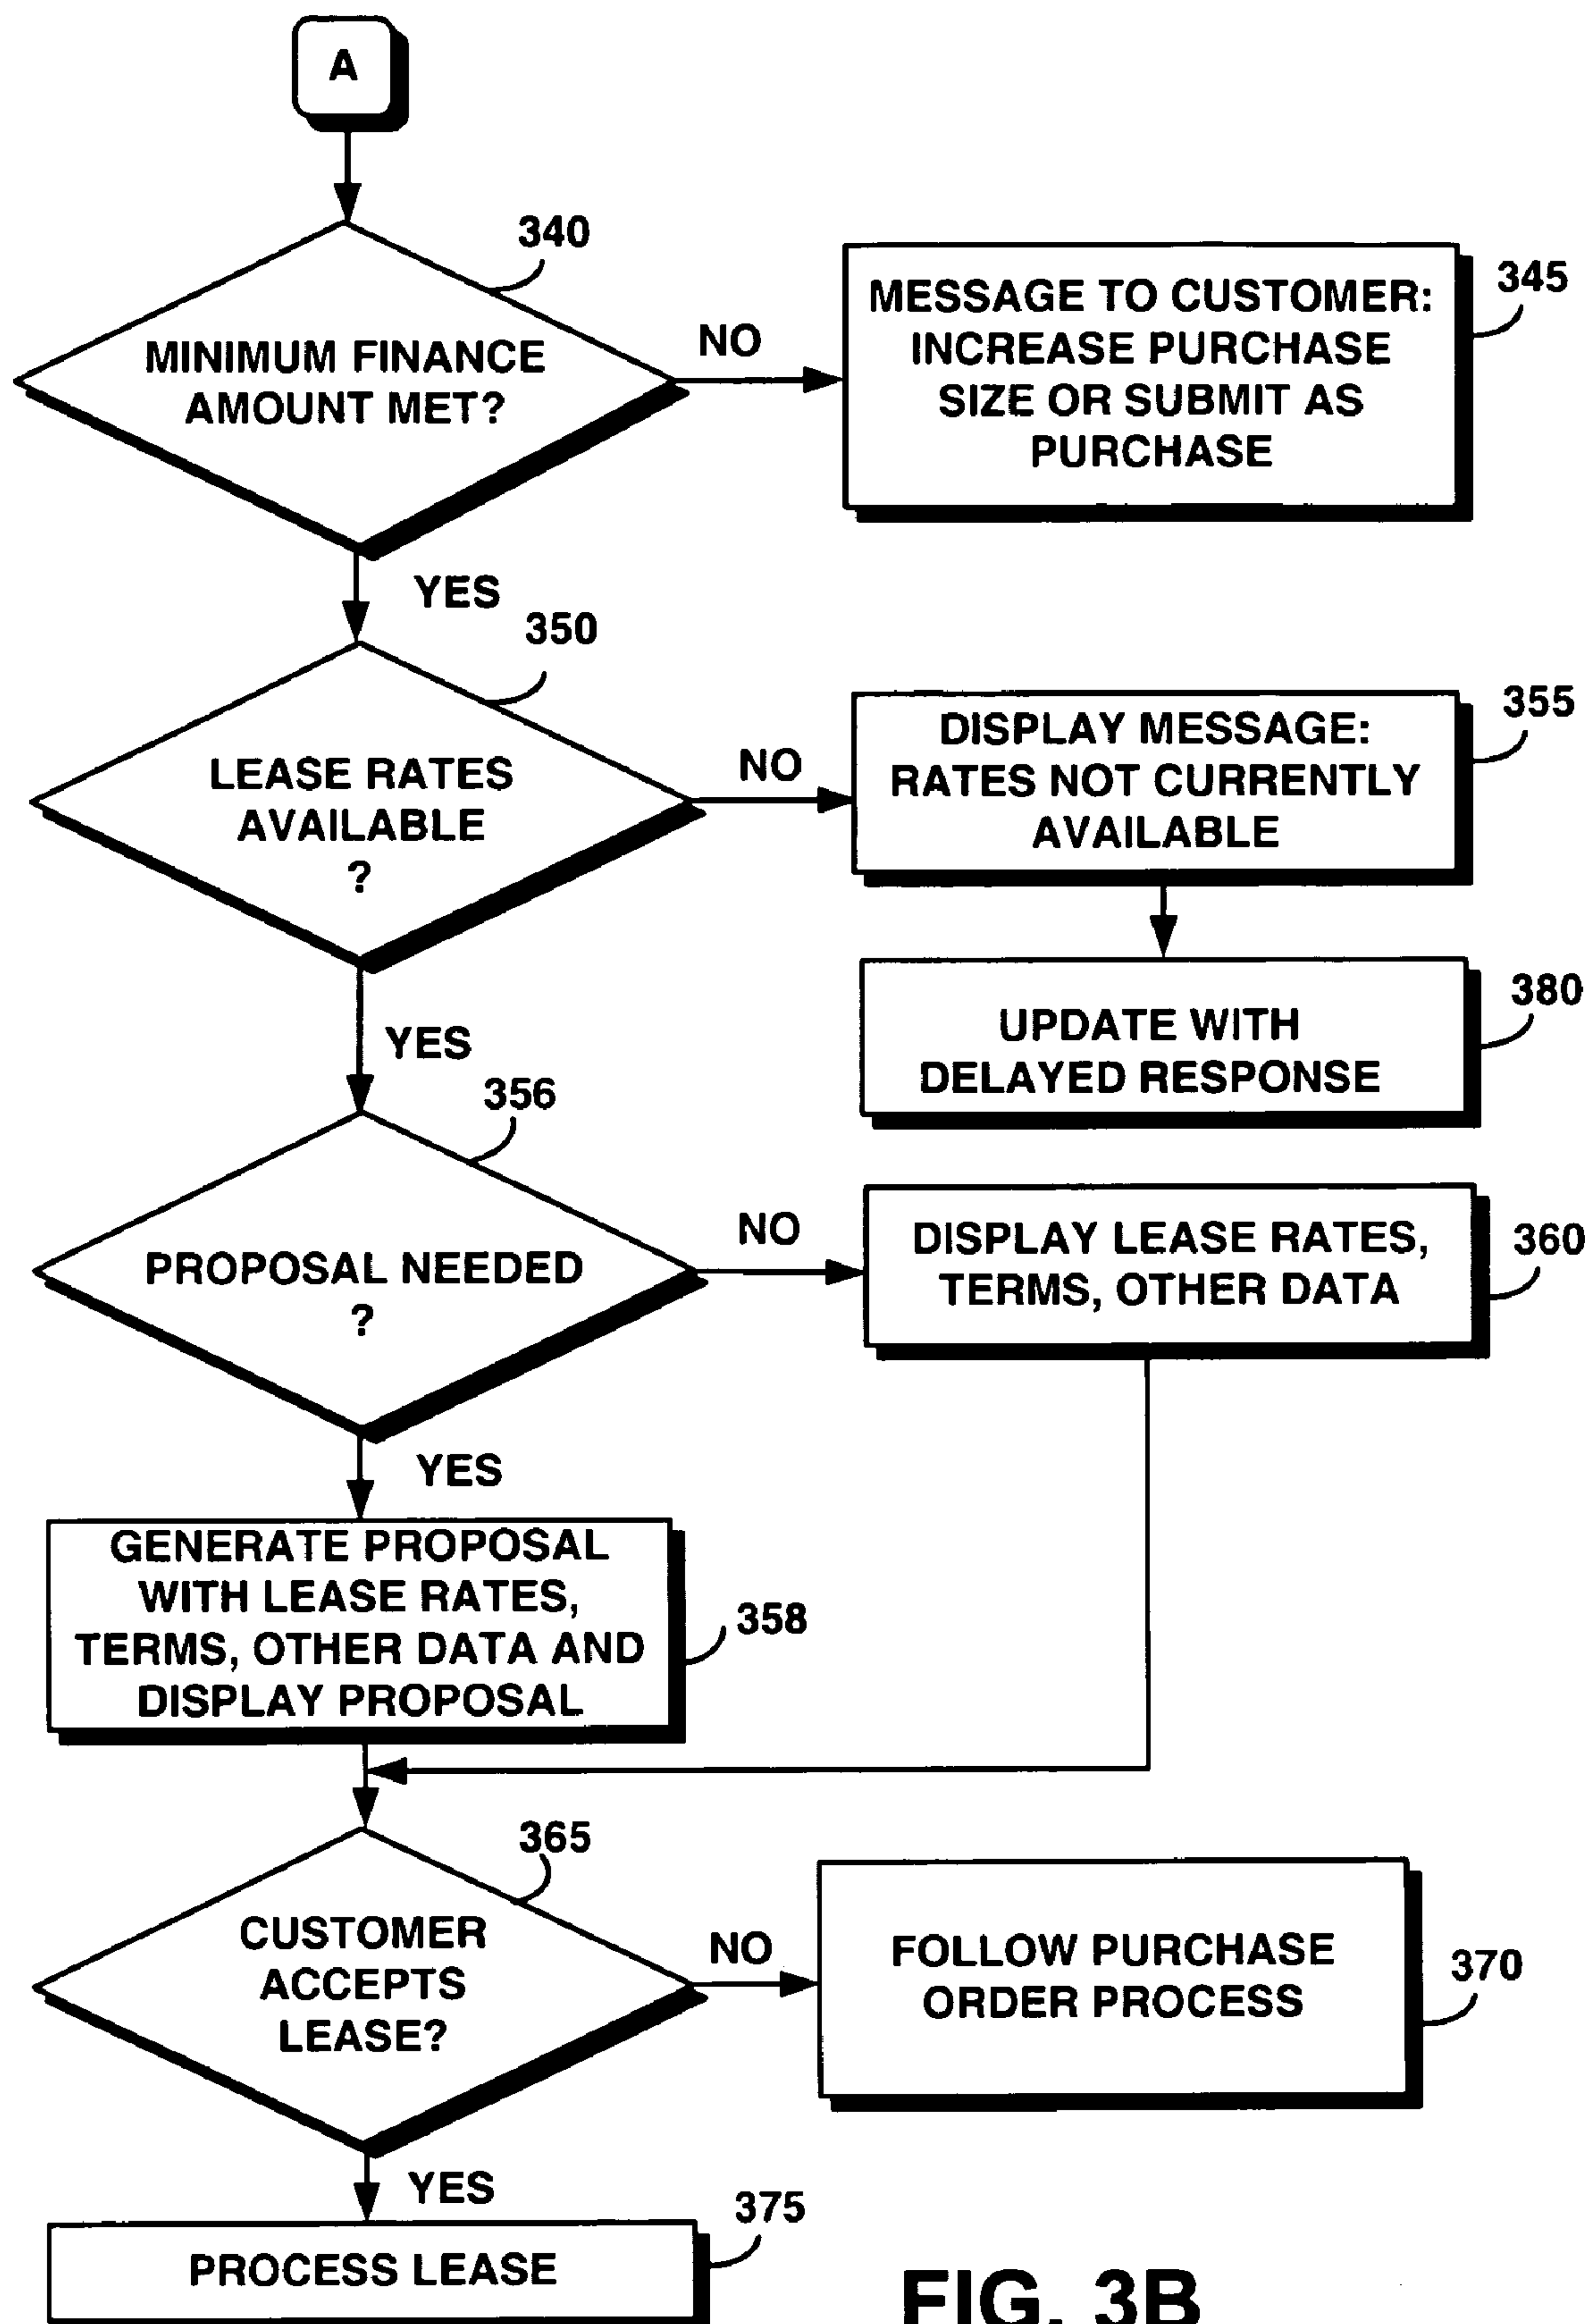 A
340
MINIMUM FINANCE
AMOUNT MET?
NO
MESSAGE TO CUSTOMER:
INCREASE PURCHASE
SIZE OR SUBMIT AS
PURCHASE
345
YES
350
LEASE RATES
AVAILABLE
?
NO
DISPLAY MESSAGE:
RATES NOT CURRENTLY
AVAILABLE
355
UPDATE WITH
DELAYED RESPONSE
380
YES
356
PROPOSAL NEEDED
?
NO
DISPLAY LEASE RATES,
TERMS, OTHER DATA
360
YES
GENERATE PROPOSAL
WITH LEASE RATES,
TERMS, OTHER DATA AND
DISPLAY PROPOSAL
358
365
CUSTOMER
ACCEPTS
LEASE?
NO
FOLLOW PURCHASE
ORDER PROCESS
370
YES
375
PROCESS LEASE
FIG. 3B